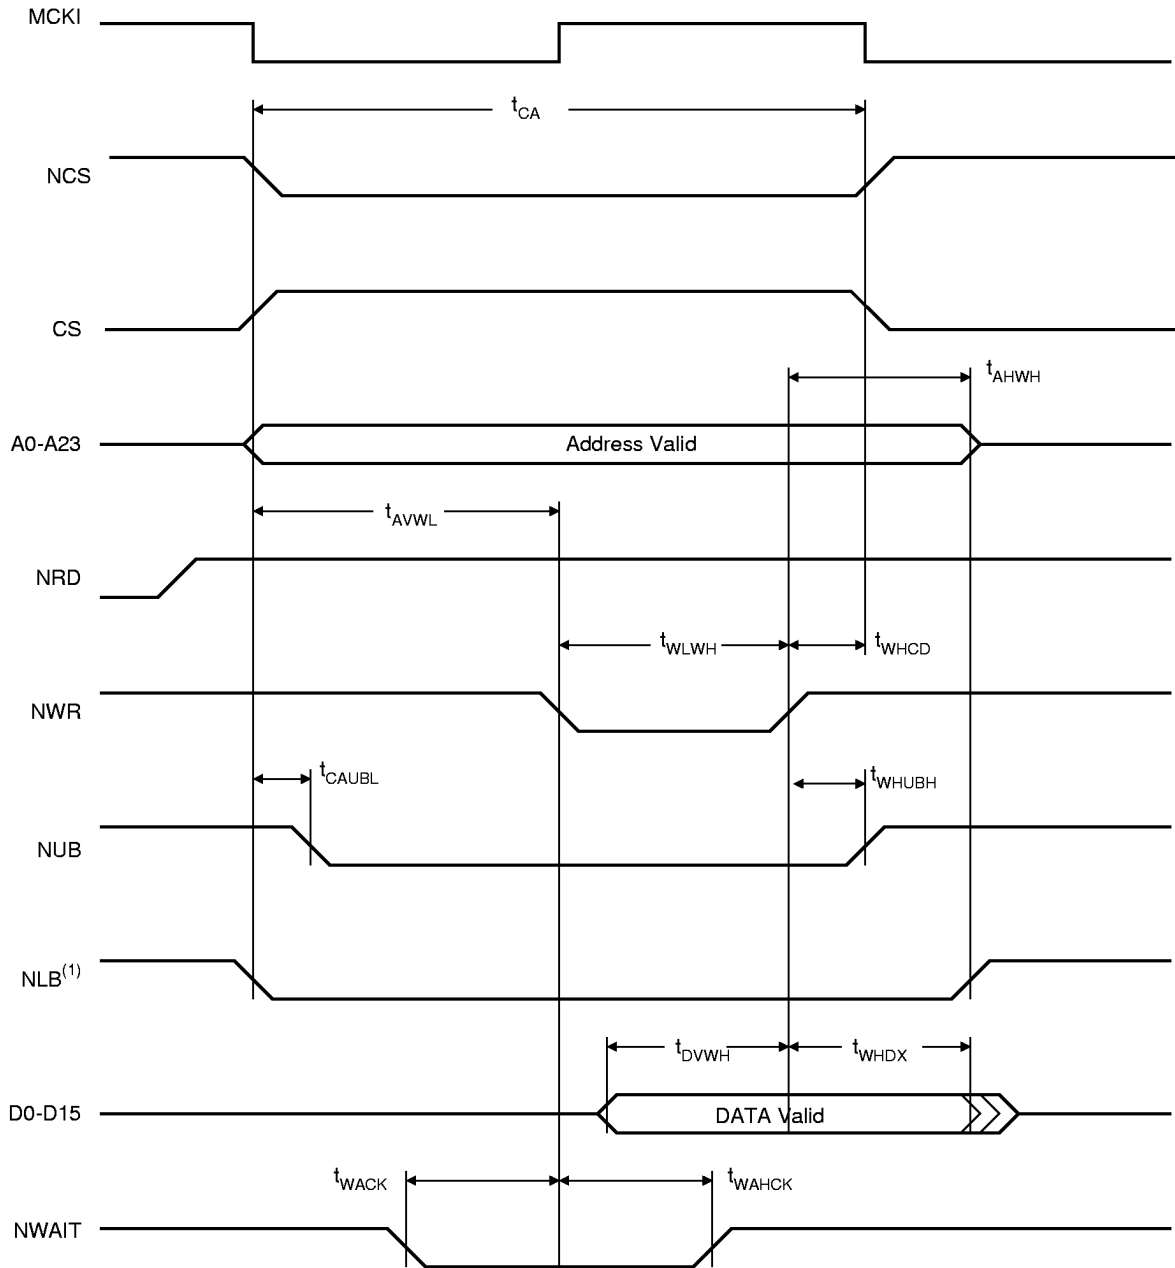 MCKI
tCA
NCS
CS
tAHWH
A0-A23
Address Valid
tAVWL
NRD
tWLWH
tWHCD
NWR
tCAUBL
tWHUBH
NUB
NLB(1)
tDVWH
tWHDX
D0-D15
DATA Valid
tWACK
tWAHCK
NWAIT